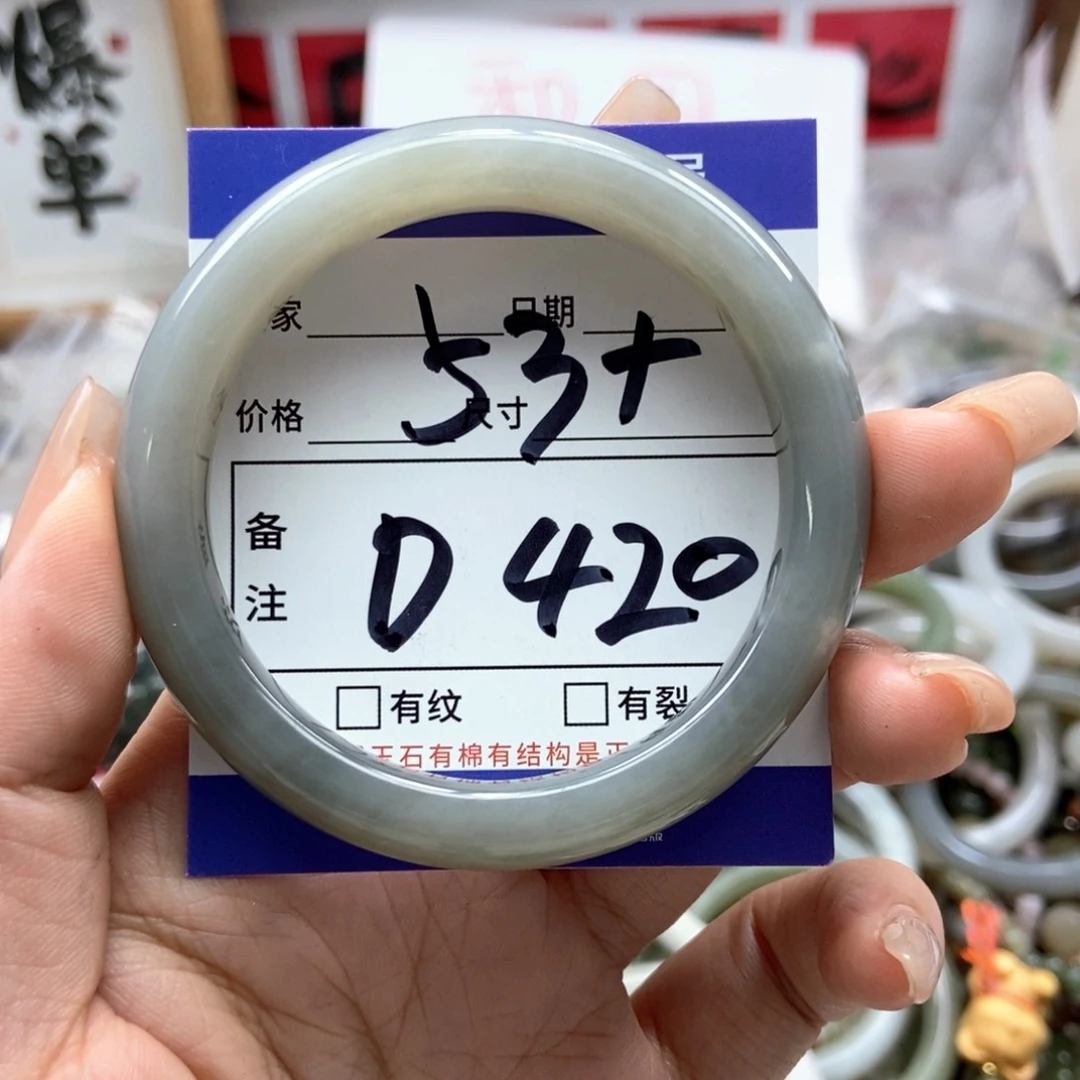 爆
单
家 日期
53+
价格 尺寸
备
注
D 420
有纹 有裂
玉石有棉有结构是正